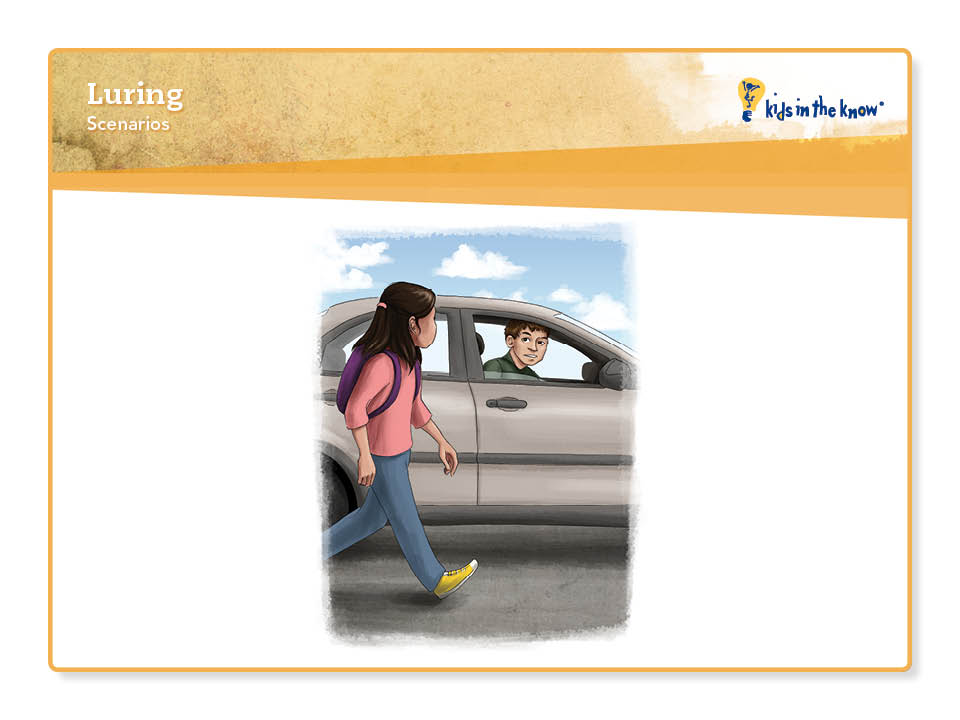 Luring
Scenarios
kids in the know®